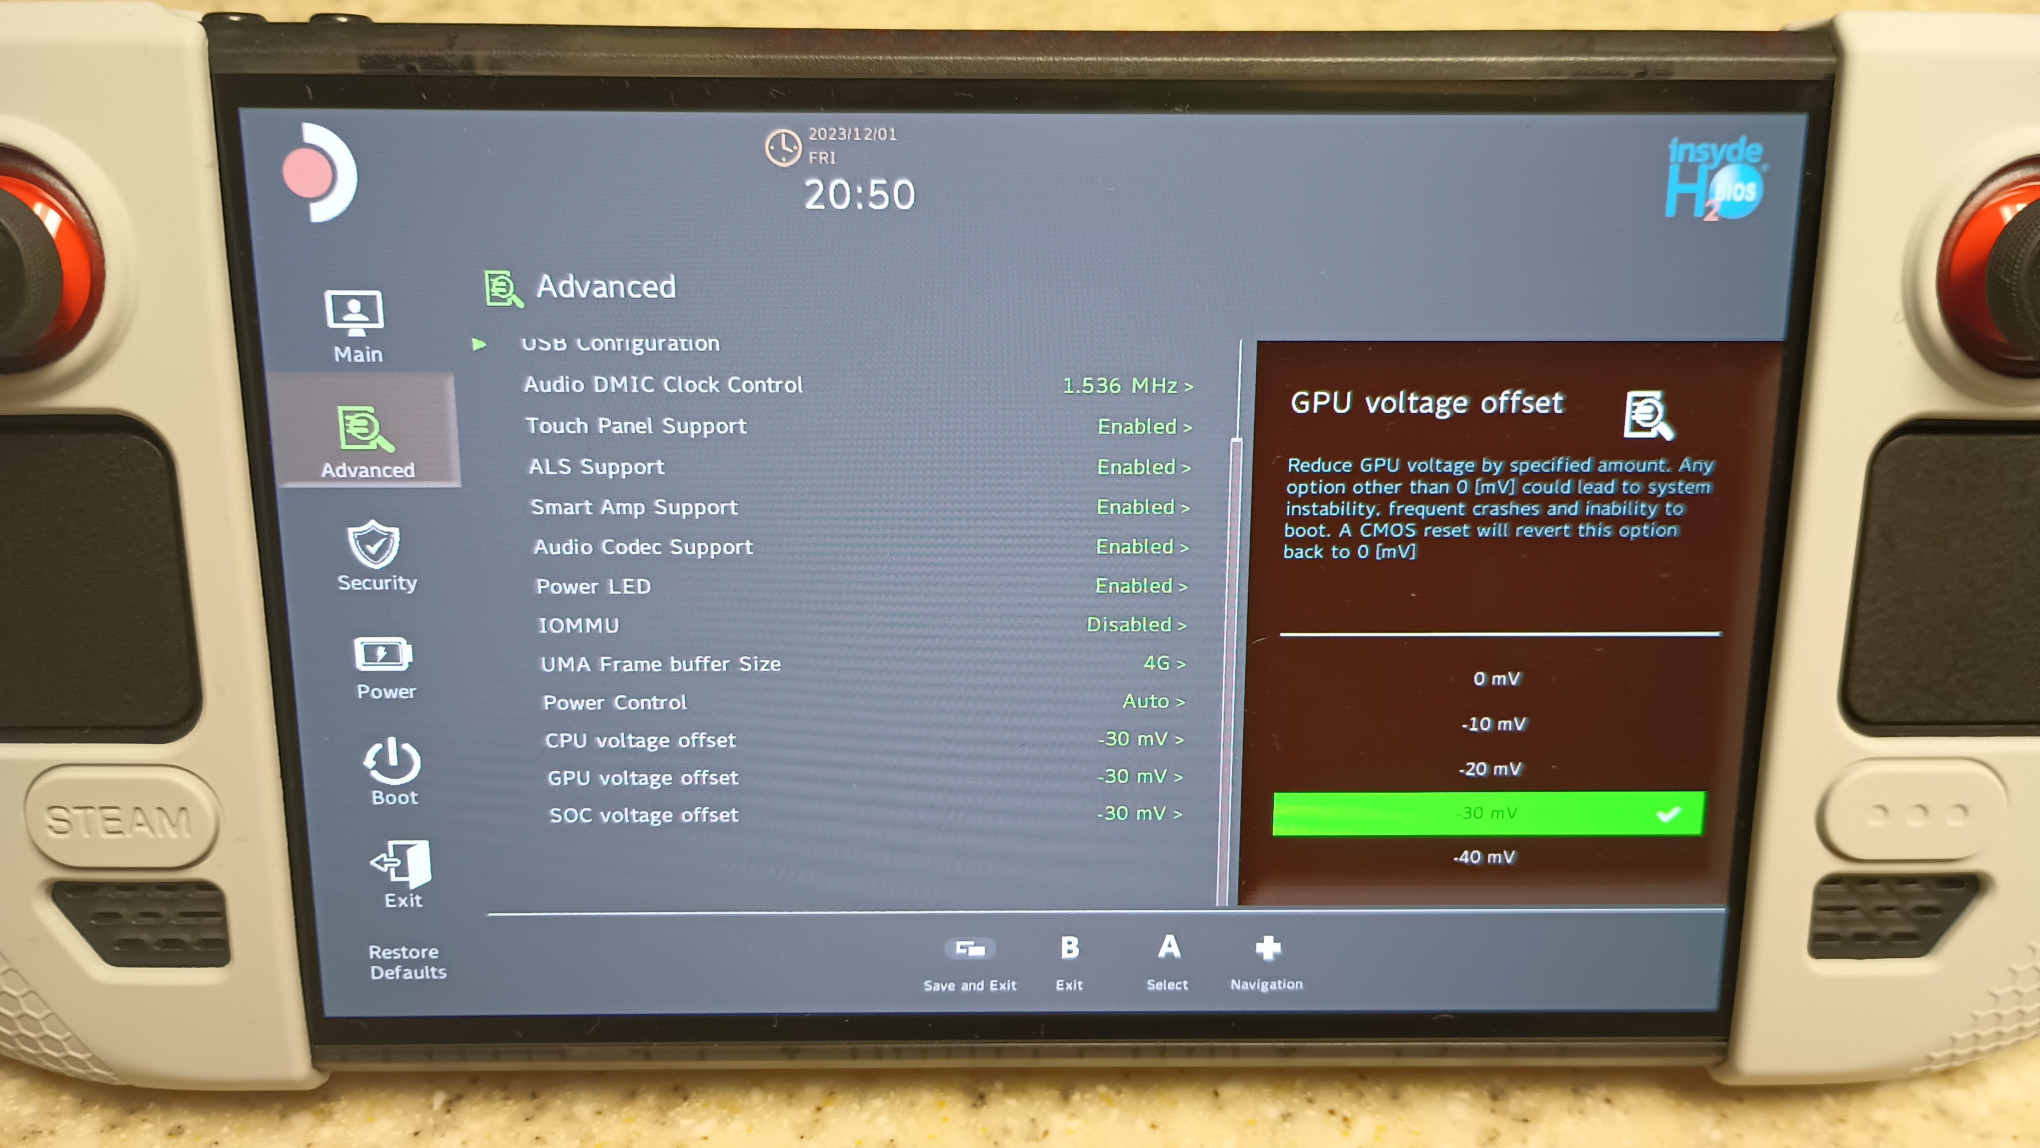 2023/12/01
FRI
20:50
insyde
H2
BIOS
Main
Advanced
Security
Power
Boot
Exit
Restore
Defaults
Advanced
USB Configuration
Audio DMIC Clock Control 1.536 MHz >
Touch Panel Support Enabled >
ALS Support Enabled >
Smart Amp Support Enabled >
Audio Codec Support Enabled >
Power LED Enabled >
IOMMU Disabled >
UMA Frame buffer Size 4G >
Power Control Auto >
CPU voltage offset -30 mV >
GPU voltage offset -30 mV >
SOC voltage offset -30 mV >
GPU voltage offset
Reduce GPU voltage by specified amount. Any
option other than 0 [mV] could lead to system
instability, frequent crashes and inability to
boot. A CMOS reset will revert this option
back to 0 [mV]
0 mV
-10 mV
-20 mV
-30 mV
-40 mV
B A
Save and Exit Exit Select Navigation
STEAM